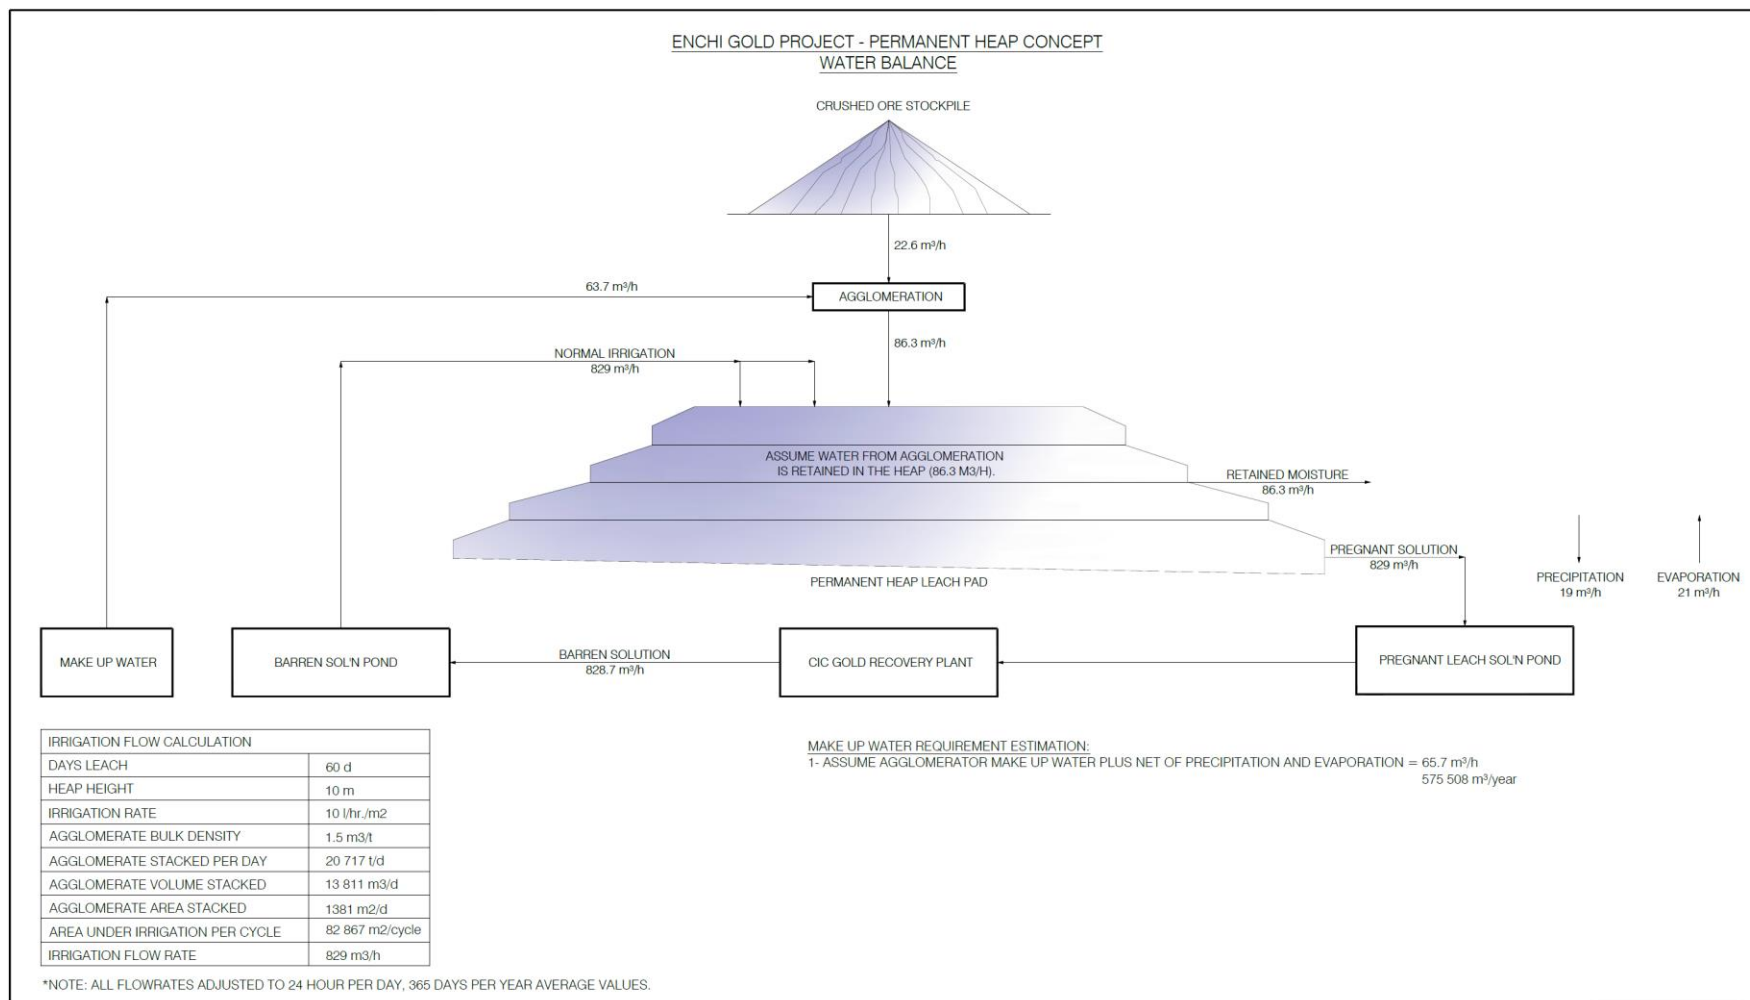 ENCHI GOLD PROJECT - PERMANENT HEAP CONCEPT
WATER BALANCE
CRUSHED ORE STOCKPILE
22.6 m³/h
63.7 m³/h
AGGLOMERATION
86.3 m³/h
NORMAL IRRIGATION
829 m³/h
ASSUME WATER FROM AGGLOMERATION
IS RETAINED IN THE HEAP (86.3 M3/H).
RETAINED MOISTURE
86.3 m³/h
PREGNANT SOLUTION
829 m³/h
PERMANENT HEAP LEACH PAD
PRECIPITATION
19 m³/h
EVAPORATION
21 m³/h
MAKE UP WATER
BARREN SOL'N POND
BARREN SOLUTION
828.7 m³/h
CIC GOLD RECOVERY PLANT
PREGNANT LEACH SOL'N POND
IRRIGATION FLOW CALCULATION
DAYS LEACH 60 d
HEAP HEIGHT 10 m
IRRIGATION RATE 10 l/hr./m2
AGGLOMERATE BULK DENSITY 1.5 m3/t
AGGLOMERATE STACKED PER DAY 20 717 t/d
AGGLOMERATE VOLUME STACKED 13 811 m3/d
AGGLOMERATE AREA STACKED 1381 m2/d
AREA UNDER IRRIGATION PER CYCLE 82 867 m2/cycle
IRRIGATION FLOW RATE 829 m3/h
MAKE UP WATER REQUIREMENT ESTIMATION:
1- ASSUME AGGLOMERATOR MAKE UP WATER PLUS NET OF PRECIPITATION AND EVAPORATION = 65.7 m³/h
575 508 m³/year
*NOTE: ALL FLOWRATES ADJUSTED TO 24 HOUR PER DAY, 365 DAYS PER YEAR AVERAGE VALUES.